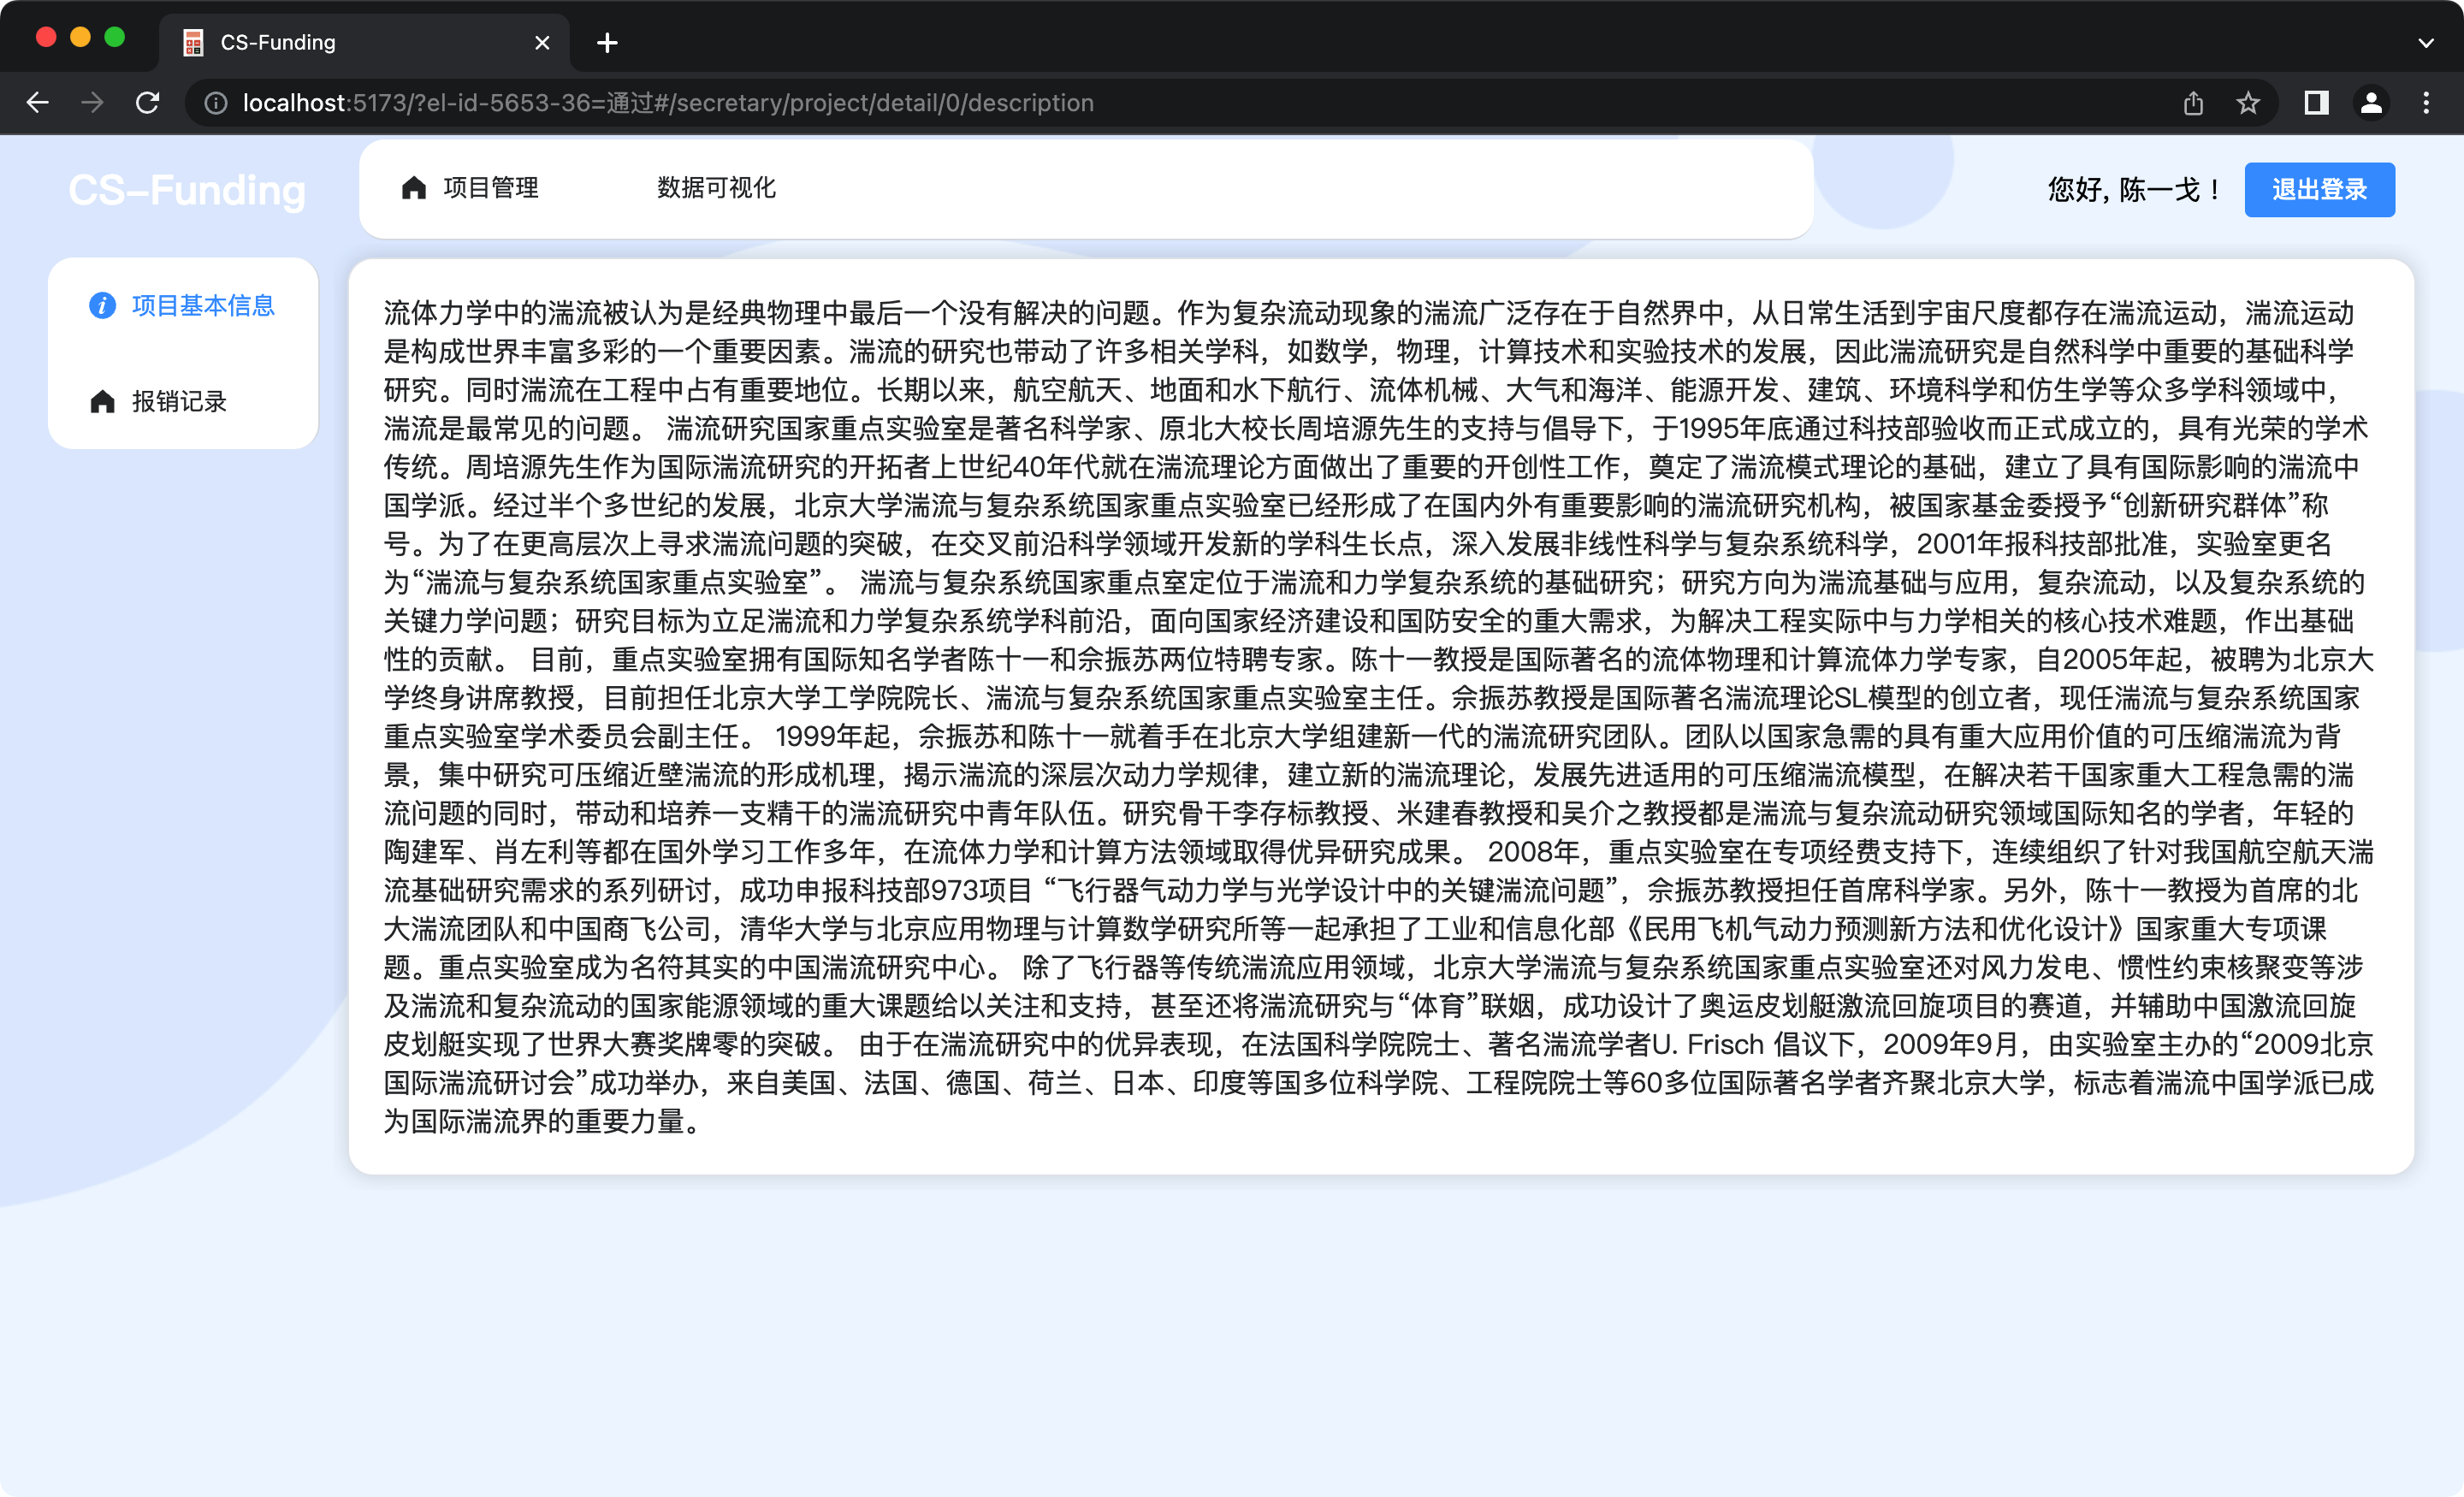 CS-Funding
localhost:5173/?el-id-5653-36=通过#/secretary/project/detail/0/description
CS-Funding
项目管理
数据可视化
您好, 陈一戈！
退出登录
项目基本信息
报销记录
流体力学中的湍流被认为是经典物理中最后一个没有解决的问题。作为复杂流动现象的湍流广泛存在于自然界中，从日常生活到宇宙尺度都存在湍流运动，湍流运动
是构成世界丰富多彩的一个重要因素。湍流的研究也带动了许多相关学科，如数学，物理，计算技术和实验技术的发展，因此湍流研究是自然科学中重要的基础科学
研究。同时湍流在工程中占有重要地位。长期以来，航空航天、地面和水下航行、流体机械、大气和海洋、能源开发、建筑、环境科学和仿生学等众多学科领域中，
湍流是最常见的问题。 湍流研究国家重点实验室是著名科学家、原北大校长周培源先生的支持与倡导下，于1995年底通过科技部验收而正式成立的，具有光荣的学术
传统。周培源先生作为国际湍流研究的开拓者上世纪40年代就在湍流理论方面做出了重要的开创性工作，奠定了湍流模式理论的基础，建立了具有国际影响的湍流中
国学派。经过半个多世纪的发展，北京大学湍流与复杂系统国家重点实验室已经形成了在国内外有重要影响的湍流研究机构，被国家基金委授予“创新研究群体”称
号。为了在更高层次上寻求湍流问题的突破，在交叉前沿科学领域开发新的学科生长点，深入发展非线性科学与复杂系统科学，2001年报科技部批准，实验室更名
为“湍流与复杂系统国家重点实验室”。 湍流与复杂系统国家重点室定位于湍流和力学复杂系统的基础研究；研究方向为湍流基础与应用，复杂流动，以及复杂系统的
关键力学问题；研究目标为立足湍流和力学复杂系统学科前沿，面向国家经济建设和国防安全的重大需求，为解决工程实际中与力学相关的核心技术难题，作出基础
性的贡献。 目前，重点实验室拥有国际知名学者陈十一和佘振苏两位特聘专家。陈十一教授是国际著名的流体物理和计算流体力学专家，自2005年起，被聘为北京大
学终身讲席教授，目前担任北京大学工学院院长、湍流与复杂系统国家重点实验室主任。佘振苏教授是国际著名湍流理论SL模型的创立者，现任湍流与复杂系统国家
重点实验室学术委员会副主任。 1999年起，佘振苏和陈十一就着手在北京大学组建新一代的湍流研究团队。团队以国家急需的具有重大应用价值的可压缩湍流为背
景，集中研究可压缩近壁湍流的形成机理，揭示湍流的深层次动力学规律，建立新的湍流理论，发展先进适用的可压缩湍流模型，在解决若干国家重大工程急需的湍
流问题的同时，带动和培养一支精干的湍流研究中青年队伍。研究骨干李存标教授、米建春教授和吴介之教授都是湍流与复杂流动研究领域国际知名的学者，年轻的
陶建军、肖左利等都在国外学习工作多年，在流体力学和计算方法领域取得优异研究成果。 2008年，重点实验室在专项经费支持下，连续组织了针对我国航空航天湍
流基础研究需求的系列研讨，成功申报科技部973项目 “飞行器气动力学与光学设计中的关键湍流问题”，佘振苏教授担任首席科学家。另外，陈十一教授为首席的北
大湍流团队和中国商飞公司，清华大学与北京应用物理与计算数学研究所等一起承担了工业和信息化部《民用飞机气动力预测新方法和优化设计》国家重大专项课
题。重点实验室成为名符其实的中国湍流研究中心。 除了飞行器等传统湍流应用领域，北京大学湍流与复杂系统国家重点实验室还对风力发电、惯性约束核聚变等涉
及湍流和复杂流动的国家能源领域的重大课题给以关注和支持，甚至还将湍流研究与“体育”联姻，成功设计了奥运皮划艇激流回旋项目的赛道，并辅助中国激流回旋
皮划艇实现了世界大赛奖牌零的突破。 由于在湍流研究中的优异表现，在法国科学院院士、著名湍流学者U. Frisch 倡议下，2009年9月，由实验室主办的“2009北京
国际湍流研讨会”成功举办，来自美国、法国、德国、荷兰、日本、印度等国多位科学院、工程院院士等60多位国际著名学者齐聚北京大学，标志着湍流中国学派已成
为国际湍流界的重要力量。